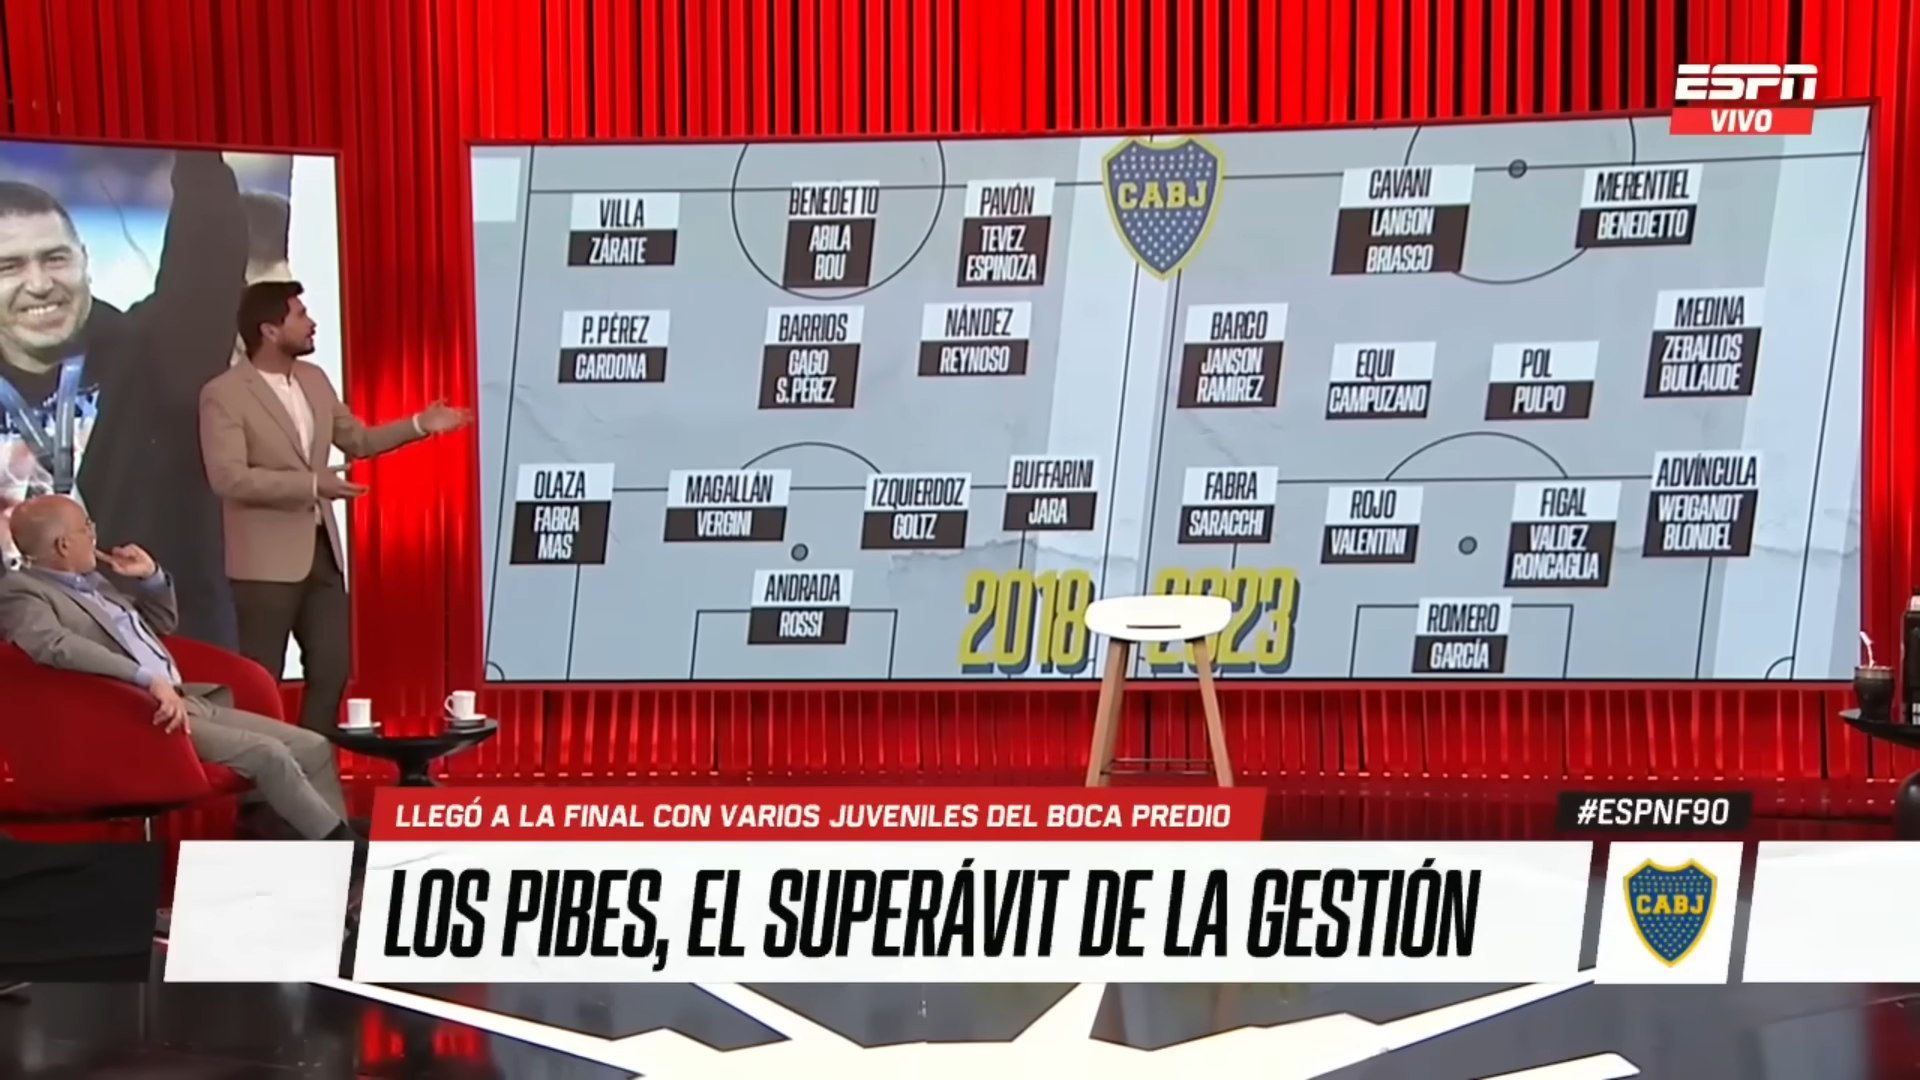 ESPN
VIVO
VILLA
ZÁRATE
BENEDETTO
ABILA
BOU
PAVÓN
TEVEZ
ESPINOZA
P. PÉREZ
CARDONA
BARRIOS
GAGO
S. PÉREZ
NÁNDEZ
REYNOSO
OLAZA
FABRA
MAS
MAGALLÁN
VERGINI
IZQUIERDOZ
GOLTZ
BUFFARINI
JARA
ANDRADA
ROSSI
2018
CABJ
CAVANI
LANGON
BRIASCO
MERENTIEL
BENEDETTO
BARCO
JANSON
RAMIREZ
EQUI
CAMPUZANO
POL
PULPO
MEDINA
ZEBALLOS
BULLAUDE
FABRA
SARACCHI
ROJO
VALENTINI
FIGAL
VALDEZ
RONCAGLIA
ADVÍNCULA
WEIGANDT
BLONDEL
ROMERO
GARCÍA
2023
LLEGÓ A LA FINAL CON VARIOS JUVENILES DEL BOCA PREDIO
#ESPNF90
LOS PIBES, EL SUPERÁVIT DE LA GESTIÓN
CABJ